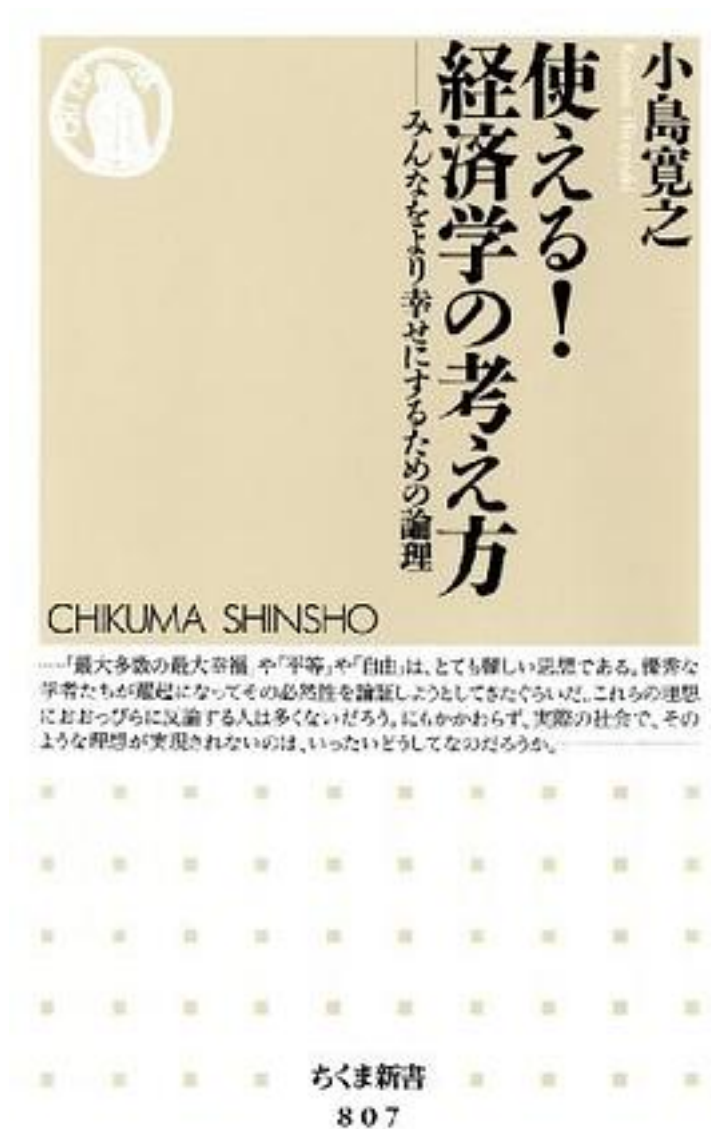 小島寛之
使える!
経済学の考え方
──みんなをより幸せにするための論理
CHIKUMA SHINSHO
……「最大多数の最大幸福」や「平等」や「自由」は、とても麗しい思想である。優秀な
学者たちが躍起になってその必然性を論証しようとしてきたぐらいだ。これらの理想
におおっぴらに反論する人は多くないだろう。にもかかわらず、実際の社会で、その
ような理想が実現されないのは、いったいどうしてなのだろうか。
ちくま新書
807